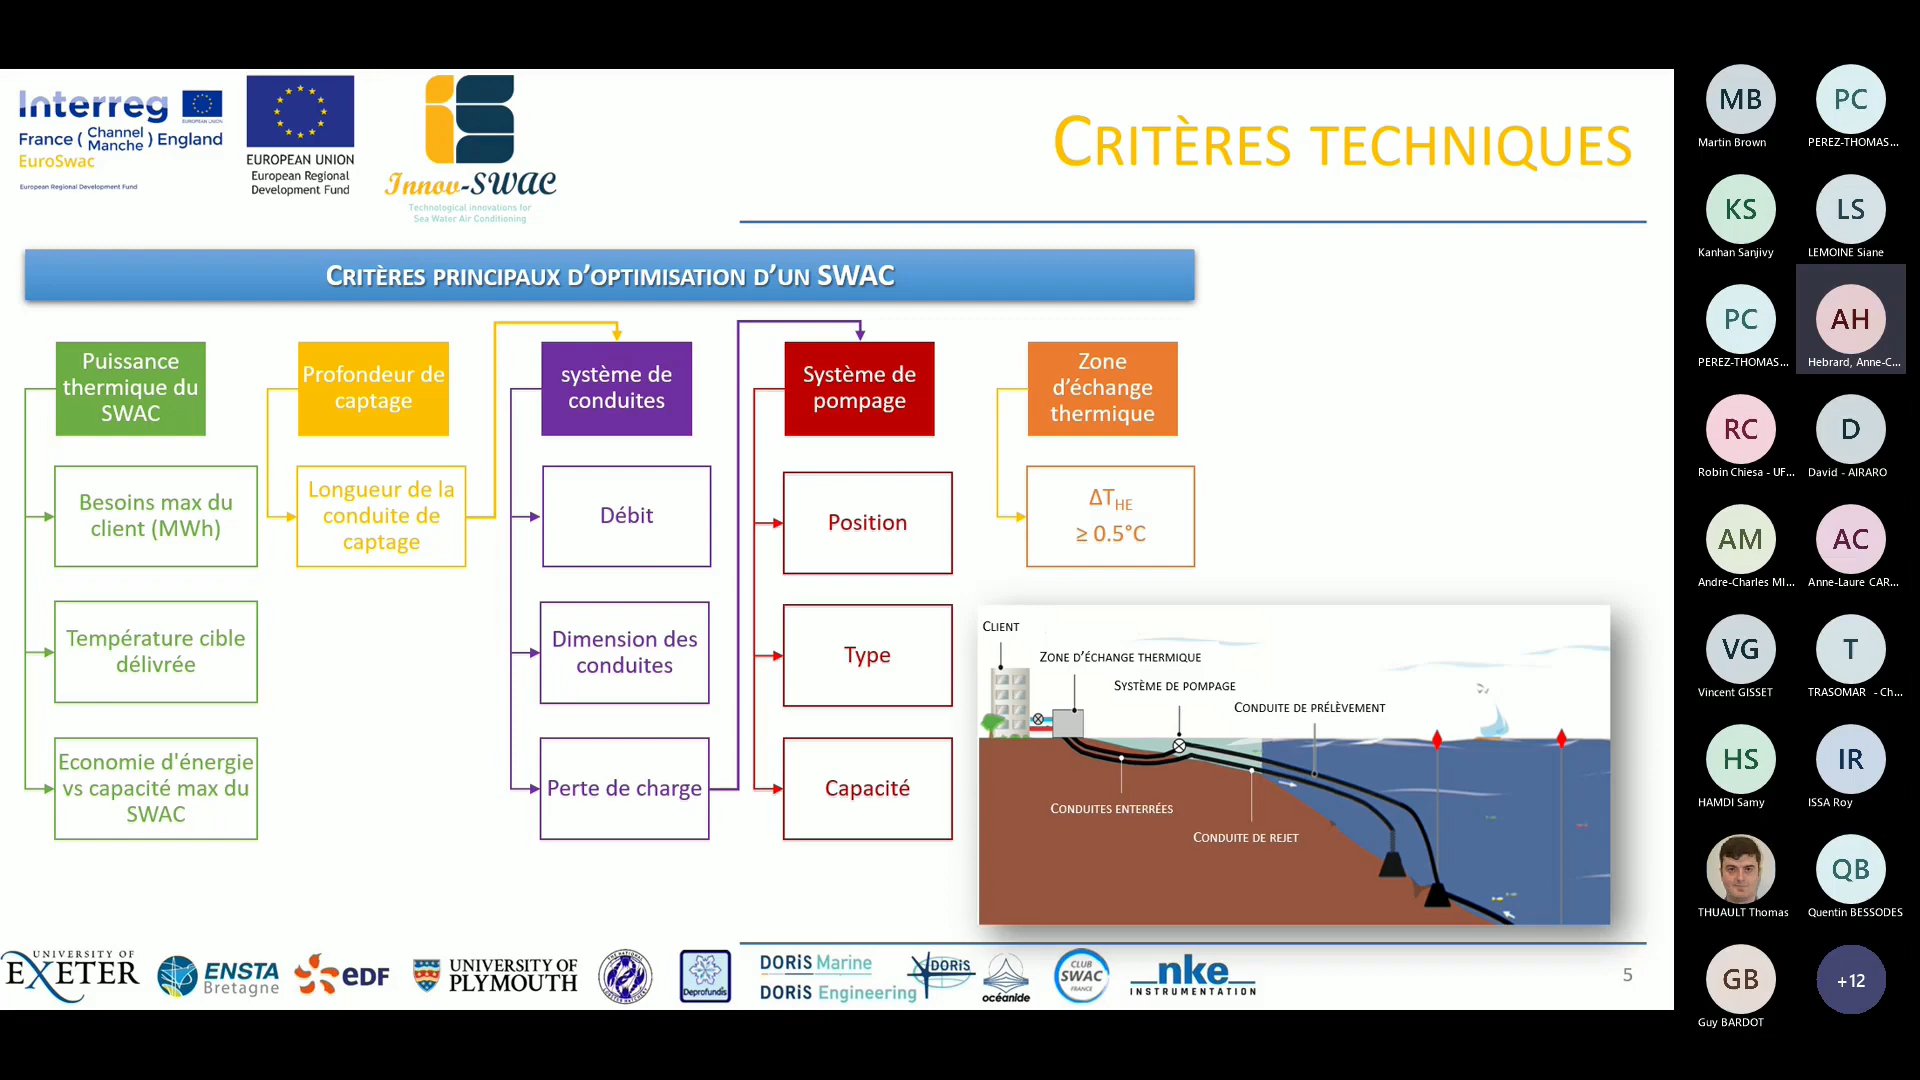 Interreg
EUROPEAN UNION
France ( Channel Manche ) England
EuroSwac
European Regional Development Fund
EUROPEAN UNION
European Regional
Development Fund
Innov-SWAC
Technological innovations for
Sea Water Air Conditioning
CRITÈRES TECHNIQUES
CRITÈRES PRINCIPAUX D’OPTIMISATION D’UN SWAC
Puissance
thermique du
SWAC
Besoins max du
client (MWh)
Température cible
délivrée
Economie d'énergie
vs capacité max du
SWAC
Profondeur de
captage
Longueur de la
conduite de
captage
système de
conduites
Débit
Dimension des
conduites
Perte de charge
Système de
pompage
Position
Type
Capacité
Zone
d’échange
thermique
ΔTHE
≥ 0.5°C
CLIENT
ZONE D’ÉCHANGE THERMIQUE
SYSTÈME DE POMPAGE
CONDUITE DE PRÉLÈVEMENT
CONDUITES ENTERRÉES
CONDUITE DE REJET
UNIVERSITY OF
EXETER
ENSTA
Bretagne
eDF
UNIVERSITY OF
PLYMOUTH
Deprofundis
DORiS Marine
DORiS Engineering
DORiS
océanide
CLUB
SWAC
FRANCE
nke
INSTRUMENTATION
5
MB
Martin Brown
PC
PEREZ-THOMAS...
KS
Kanhan Sanjivy
LS
LEMOINE Siane
PC
PEREZ-THOMAS...
AH
Hebrard, Anne-C...
RC
Robin Chiesa - UF...
D
David - AIRARO
AM
Andre-Charles MI...
AC
Anne-Laure CAR...
VG
Vincent GISSET
T
TRASOMAR - Ch...
HS
HAMDI Samy
IR
ISSA Roy
THUAULT Thomas
QB
Quentin BESSODES
GB
Guy BARDOT
+12